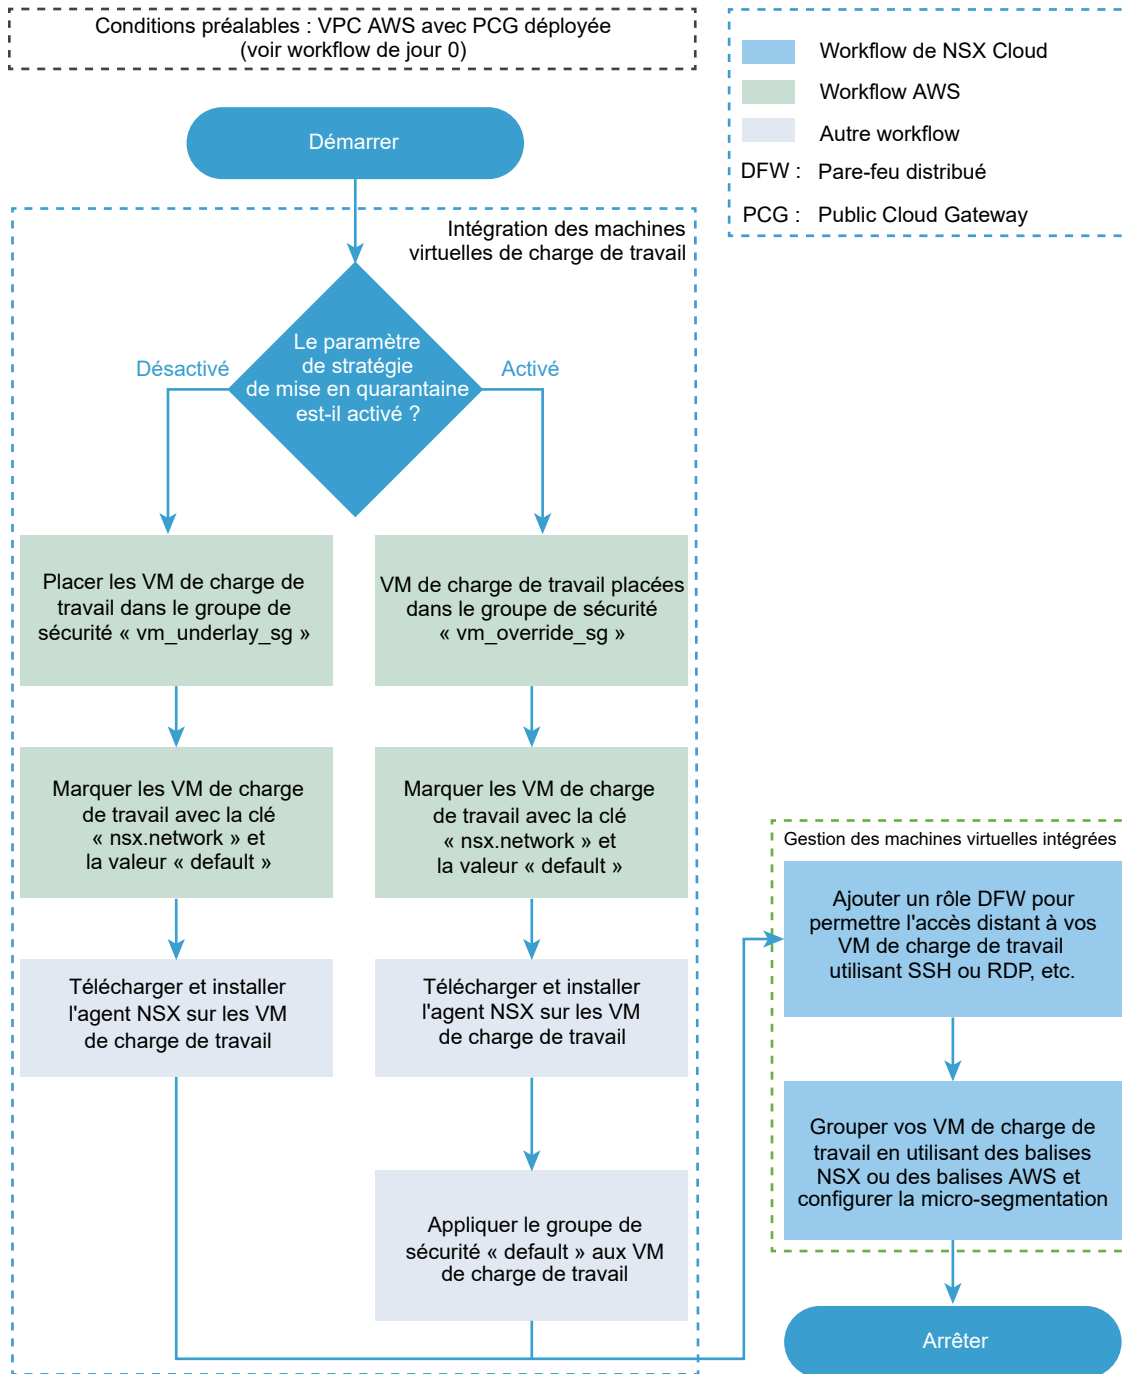 Conditions préalables : VPC AWS avec PCG déployée
(voir workflow de jour 0)
Workflow de NSX Cloud
Workflow AWS
Autre workflow
DFW : Pare-feu distribué
PCG : Public Cloud Gateway
Démarrer
Intégration des machines
virtuelles de charge de travail
Le paramètre
de stratégie
de mise en quarantaine
est-il activé ?
Désactivé
Activé
Placer les VM de charge de
travail dans le groupe de
sécurité « vm_underlay_sg »
VM de charge de travail placées
dans le groupe de sécurité
« vm_override_sg »
Marquer les VM de charge
de travail avec la clé
« nsx.network » et
la valeur « default »
Marquer les VM de charge
de travail avec la clé
« nsx.network » et
la valeur « default »
Télécharger et installer
l'agent NSX sur les VM
de charge de travail
Télécharger et installer
l'agent NSX sur les VM
de charge de travail
Appliquer le groupe de
sécurité « default » aux VM
de charge de travail
Gestion des machines virtuelles intégrées
Ajouter un rôle DFW pour
permettre l'accès distant à vos
VM de charge de travail
utilisant SSH ou RDP, etc.
Grouper vos VM de charge de
travail en utilisant des balises
NSX ou des balises AWS et
configurer la micro-segmentation
Arrêter